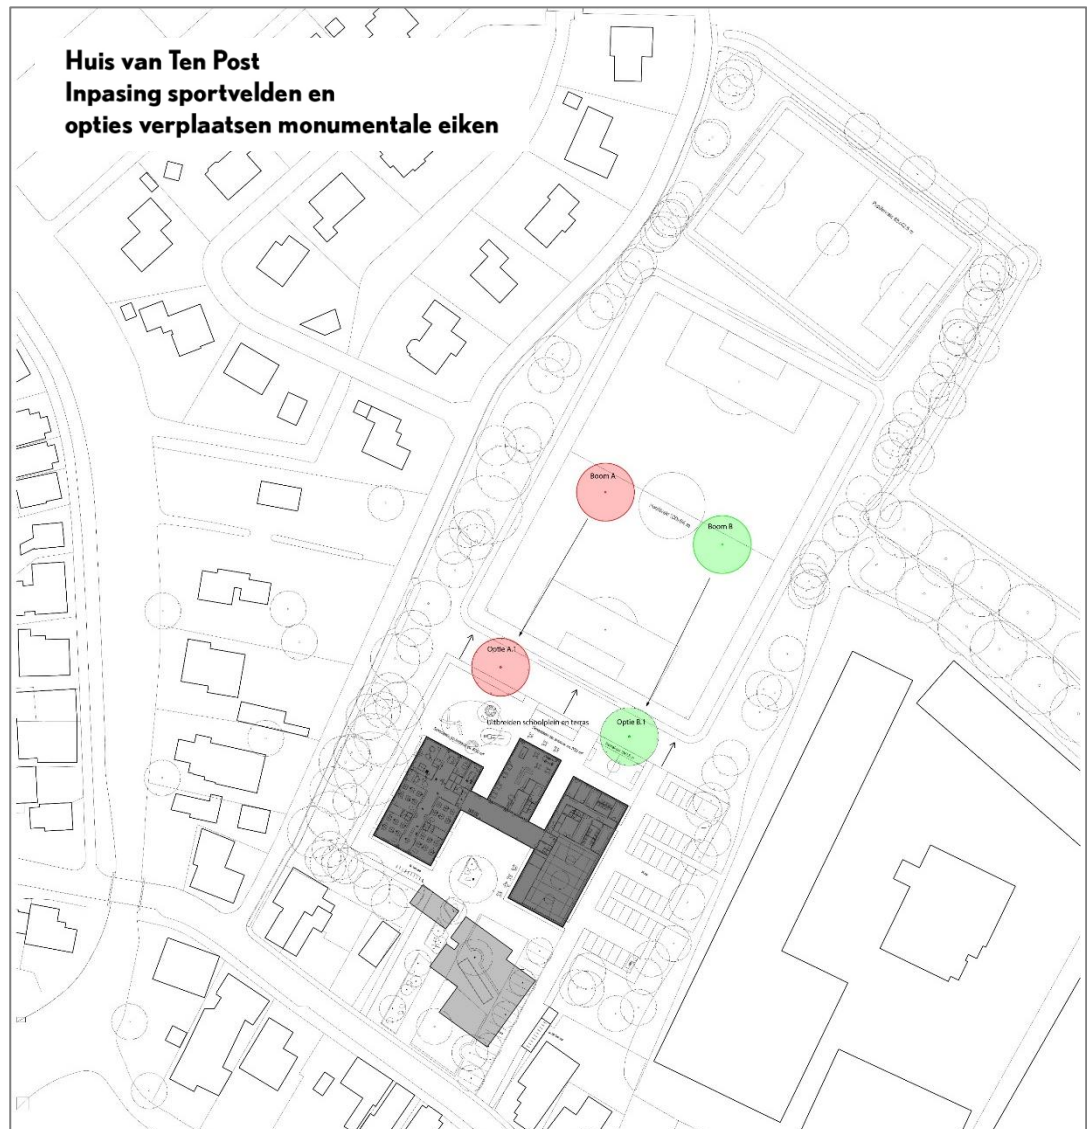 Huis van Ten Post
Inpasing sportvelden en
opties verplaatsen monumentale eiken
Boom A
Boom B
Optie A.1
Uitbreiden schoolplein en terras
Optie B.1